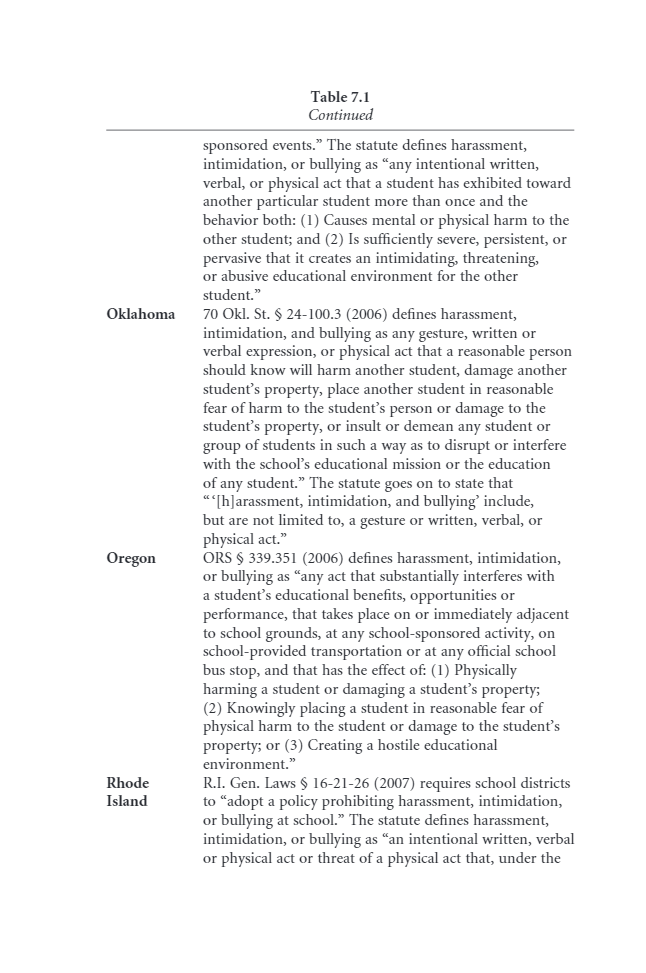 Table 7.1
Continued
sponsored events.” The statute defines harassment,
intimidation, or bullying as “any intentional written,
verbal, or physical act that a student has exhibited toward
another particular student more than once and the
behavior both: (1) Causes mental or physical harm to the
other student; and (2) Is sufficiently severe, persistent, or
pervasive that it creates an intimidating, threatening,
or abusive educational environment for the other
student.”
Oklahoma 70 Okl. St. § 24-100.3 (2006) defines harassment,
intimidation, and bullying as any gesture, written or
verbal expression, or physical act that a reasonable person
should know will harm another student, damage another
student’s property, place another student in reasonable
fear of harm to the student’s person or damage to the
student’s property, or insult or demean any student or
group of students in such a way as to disrupt or interfere
with the school’s educational mission or the education
of any student.” The statute goes on to state that
“ ‘[h]arassment, intimidation, and bullying’ include,
but are not limited to, a gesture or written, verbal, or
physical act.”
Oregon ORS § 339.351 (2006) defines harassment, intimidation,
or bullying as “any act that substantially interferes with
a student’s educational benefits, opportunities or
performance, that takes place on or immediately adjacent
to school grounds, at any school-sponsored activity, on
school-provided transportation or at any official school
bus stop, and that has the effect of: (1) Physically
harming a student or damaging a student’s property;
(2) Knowingly placing a student in reasonable fear of
physical harm to the student or damage to the student’s
property; or (3) Creating a hostile educational
environment.”
Rhode R.I. Gen. Laws § 16-21-26 (2007) requires school districts
Island to “adopt a policy prohibiting harassment, intimidation,
or bullying at school.” The statute defines harassment,
intimidation, or bullying as “an intentional written, verbal
or physical act or threat of a physical act that, under the